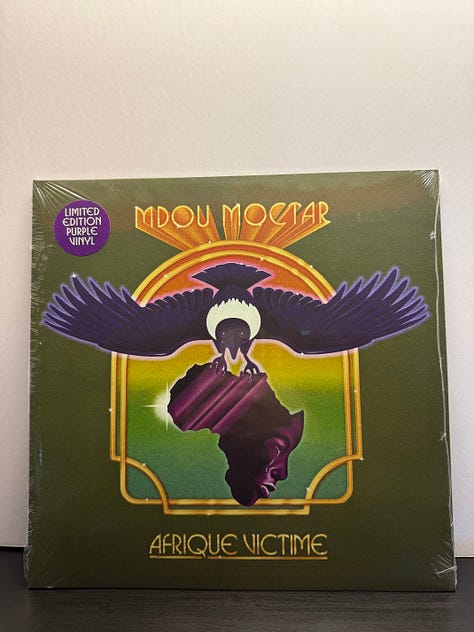 LIMITED
EDITION
PURPLE
VINYL
MDOU MOCTAR
AFRIQUE VICTIME